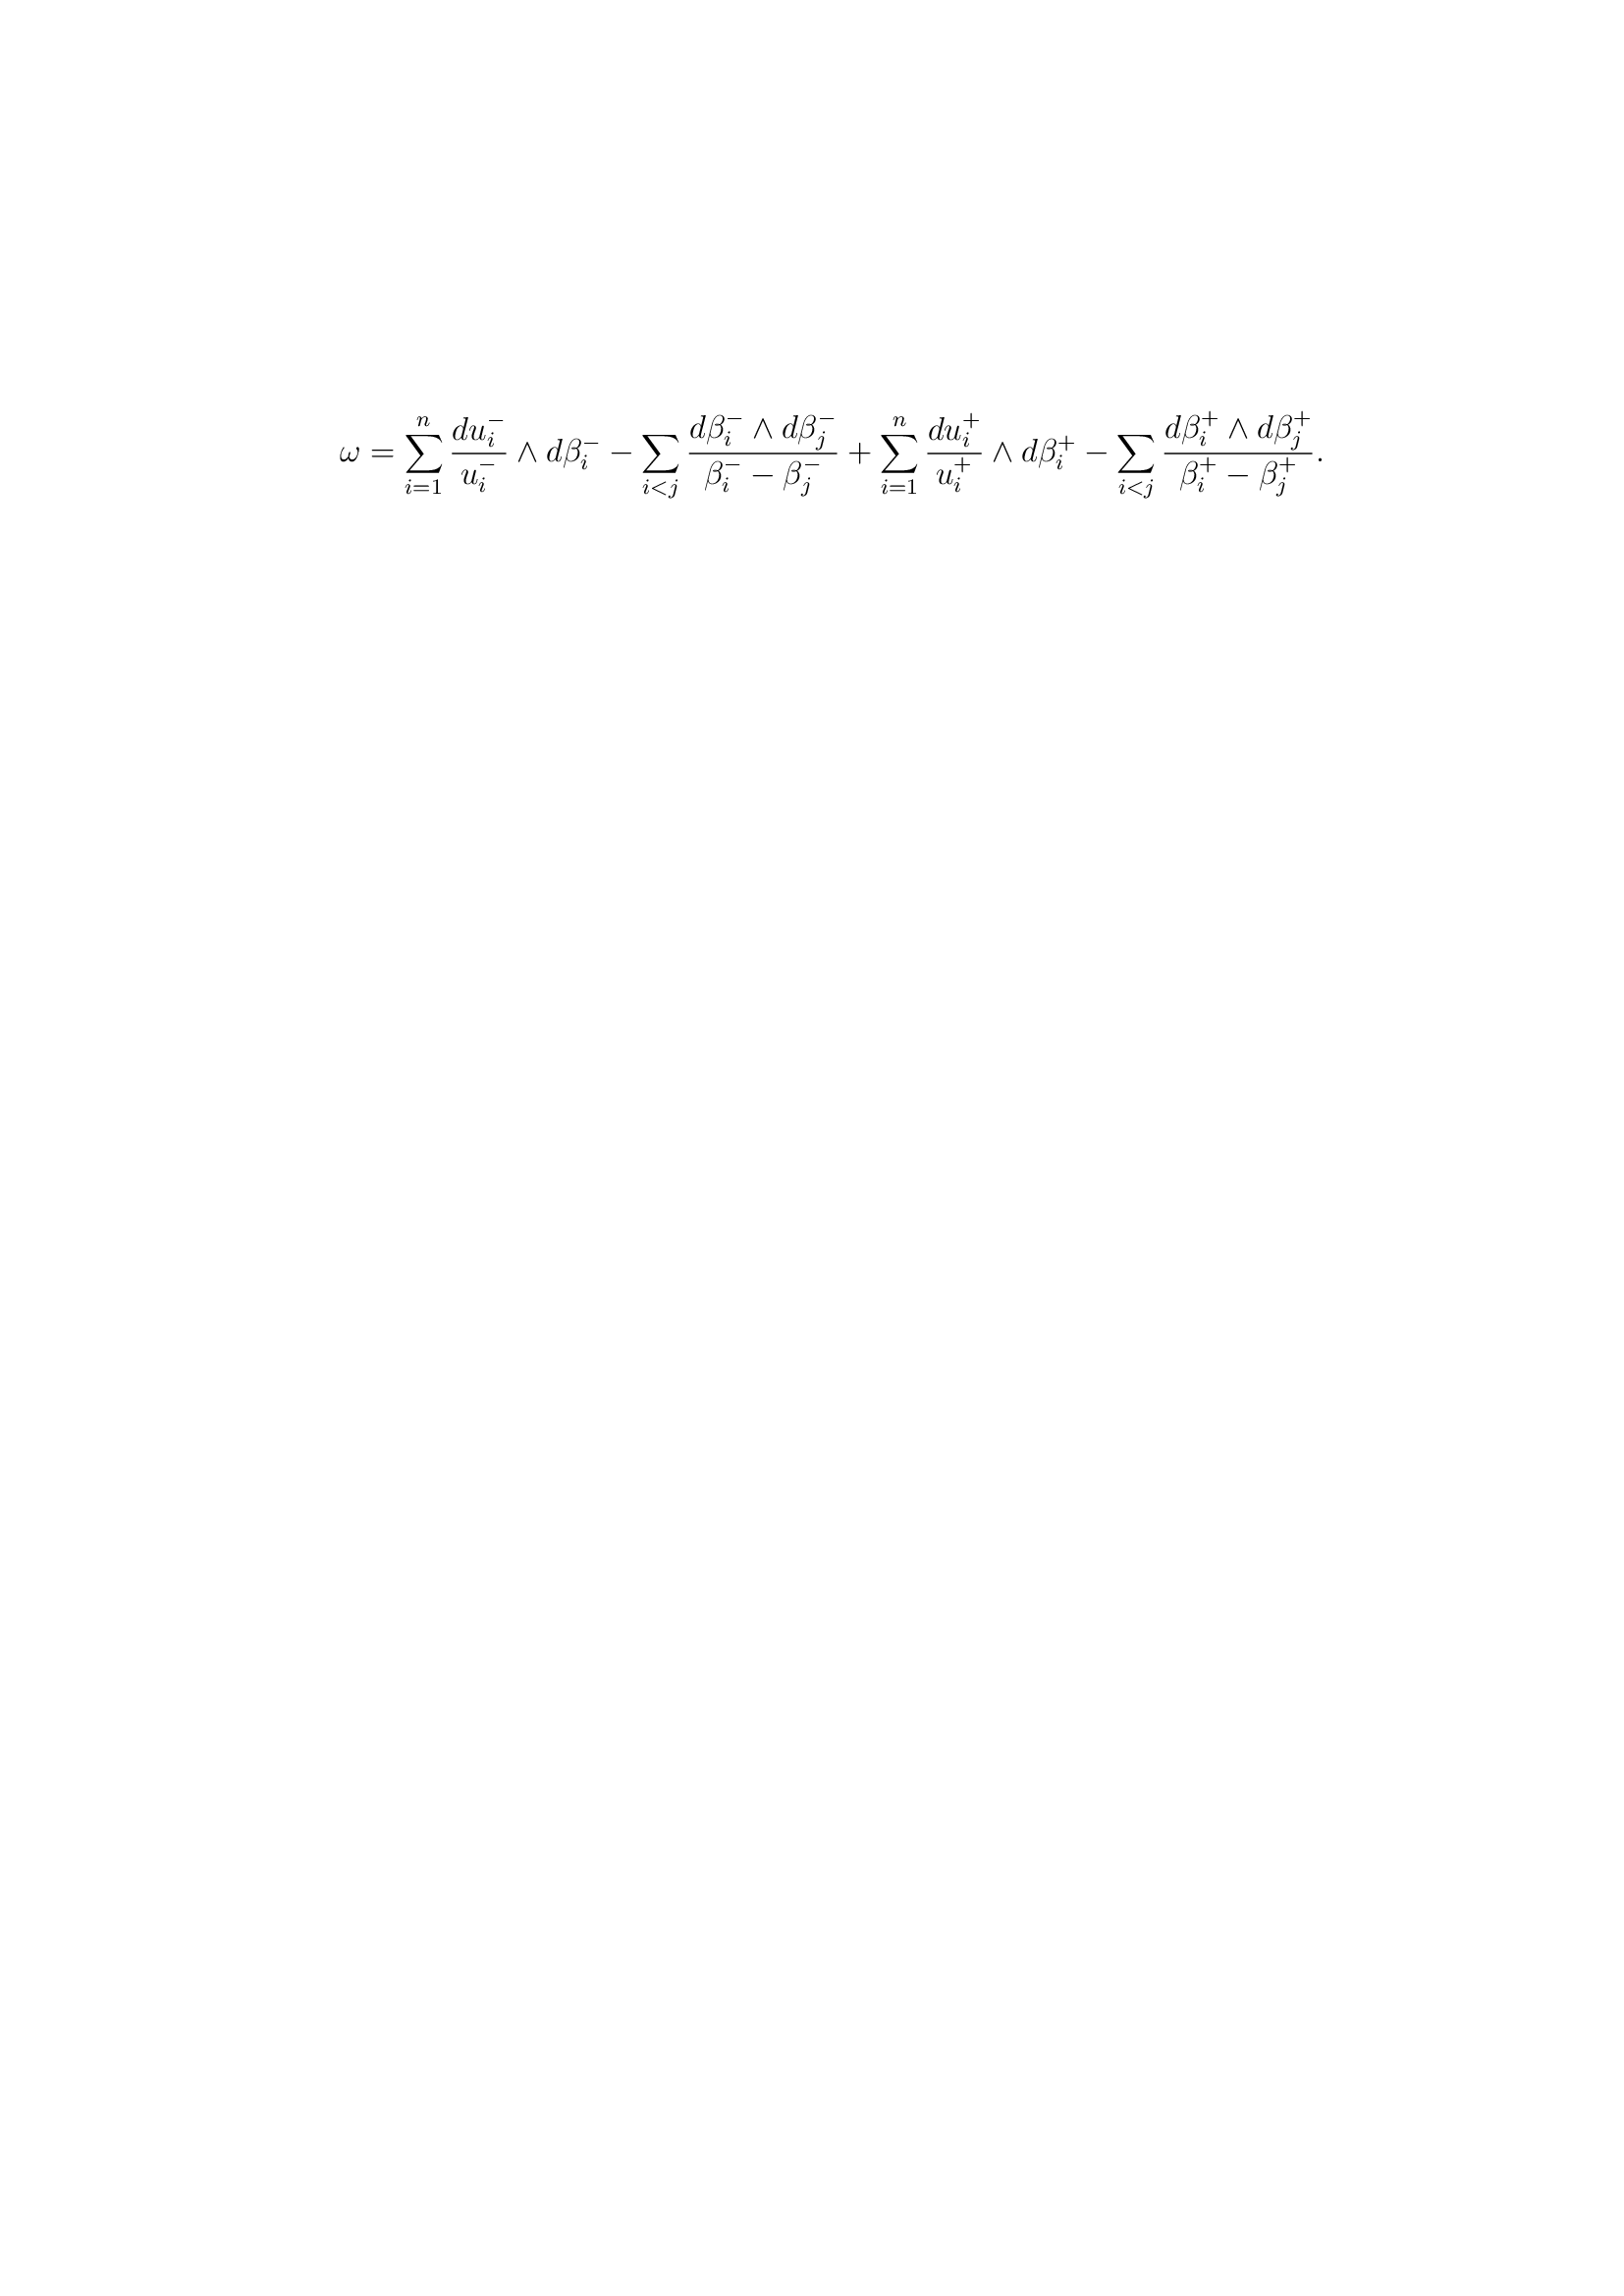 $$\omega = \sum_{i=1}^{n} \frac{du_i^-}{u_i^-} \wedge d\beta_i^- - \sum_{i<j} \frac{d\beta_i^- \wedge d\beta_j^-}{\beta_i^- - \beta_j^-} + \sum_{i=1}^{n} \frac{du_i^+}{u_i^+} \wedge d\beta_i^+ - \sum_{i<j} \frac{d\beta_i^+ \wedge d\beta_j^+}{\beta_i^+ - \beta_j^+}.$$